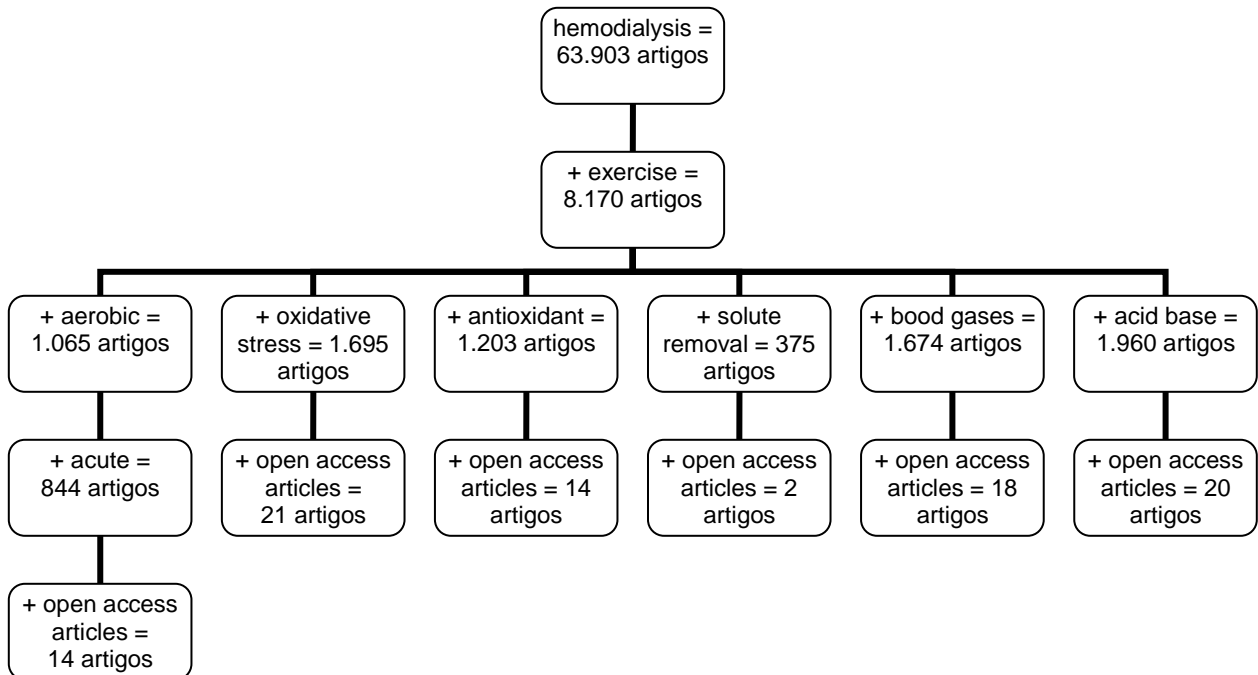 hemodialysis =
63.903 artigos
+ exercise =
8.170 artigos
+ aerobic =
1.065 artigos
+ oxidative
stress = 1.695
artigos
+ antioxidant =
1.203 artigos
+ solute
removal = 375
artigos
+ bood gases =
1.674 artigos
+ acid base =
1.960 artigos
+ acute =
844 artigos
+ open access
articles =
21 artigos
+ open access
articles = 14
artigos
+ open access
articles = 2
artigos
+ open access
articles = 18
artigos
+ open access
articles = 20
artigos
+ open access
articles =
14 artigos